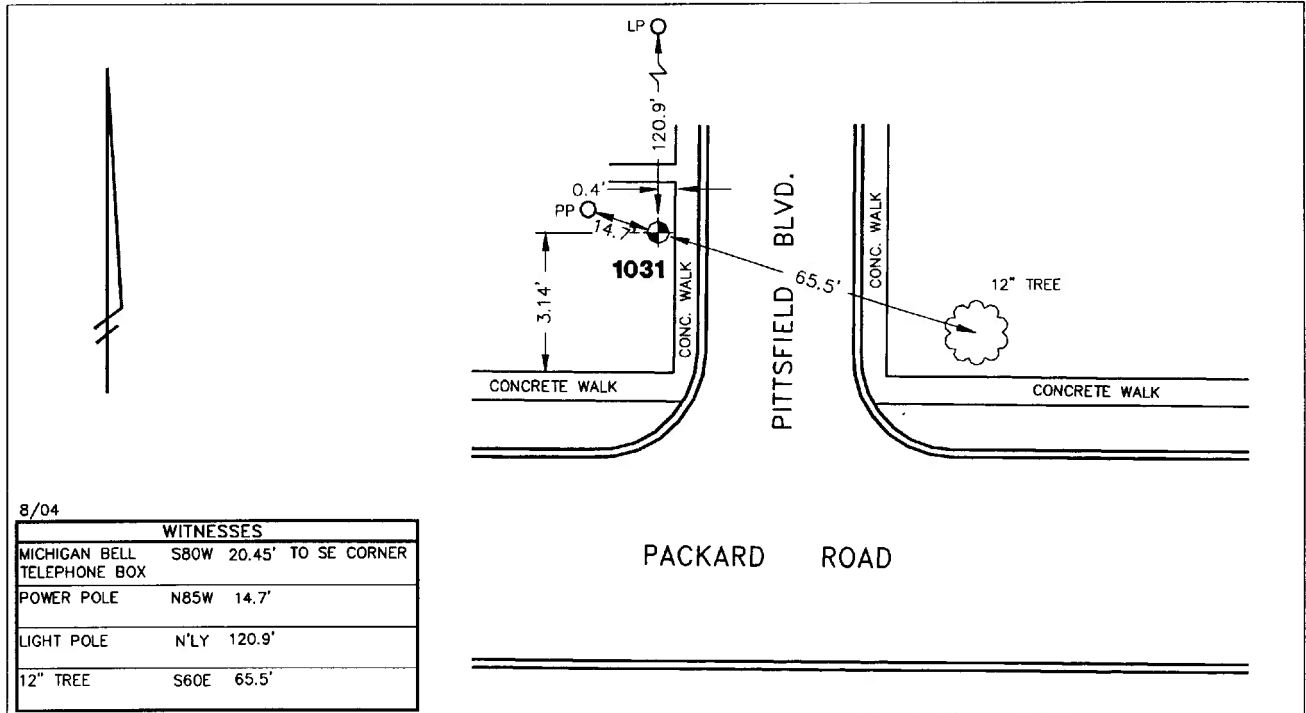 LP
120.9'
0.4'
PP
14.7'
1031
3.14'
CONC. WALK
PITTSFIELD BLVD.
65.5'
CONC. WALK
12" TREE
CONCRETE WALK
CONCRETE WALK
PACKARD ROAD
8/04
WITNESSES
MICHIGAN BELL S80W 20.45' TO SE CORNER
TELEPHONE BOX
POWER POLE N85W 14.7'
LIGHT POLE N'LY 120.9'
12" TREE S60E 65.5'